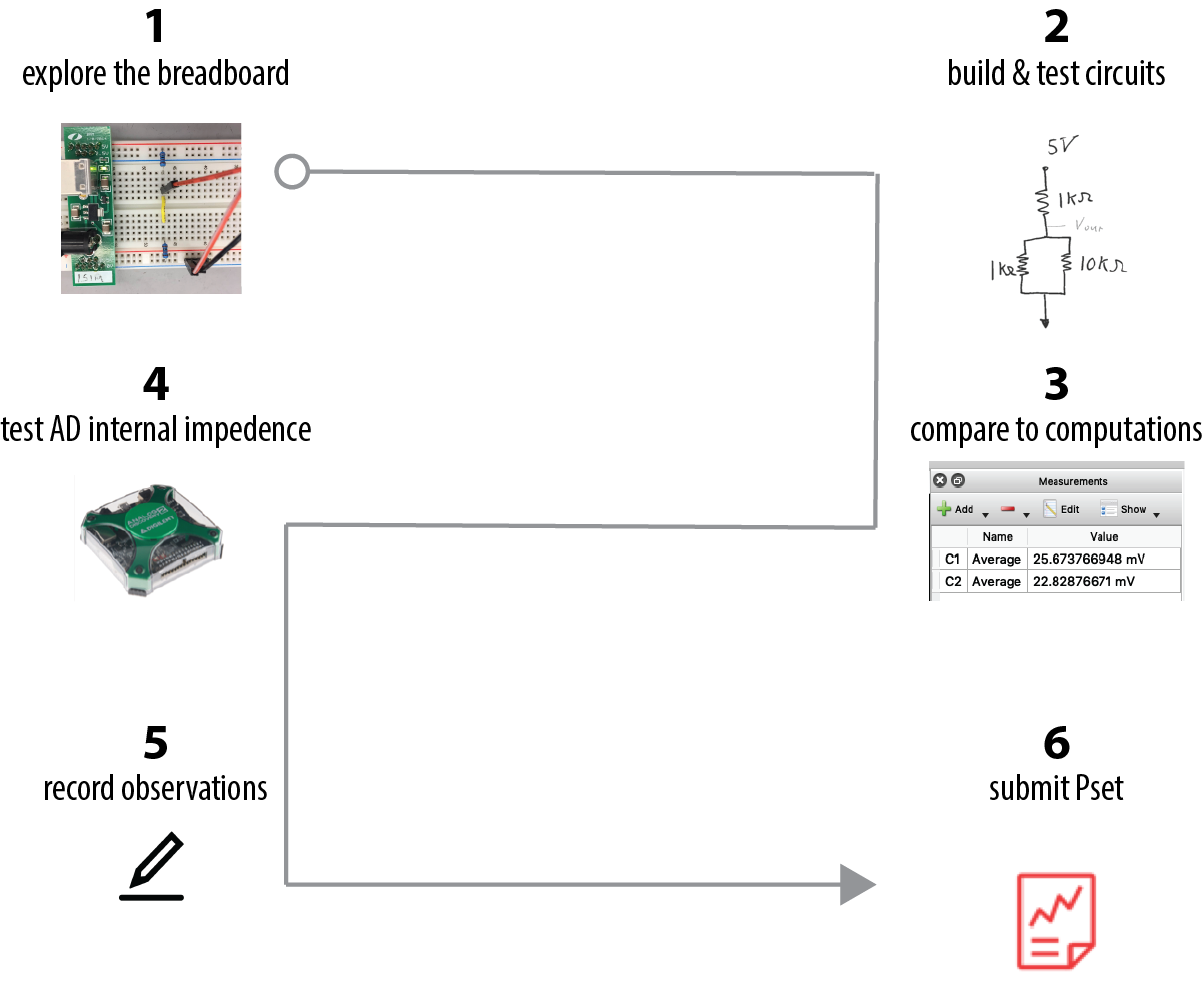 1
explore the breadboard
2
build & test circuits
5V
1kΩ
Vout
1kΩ
10kΩ
3
compare to computations
Measurements
Add
Edit
Show
Name
Value
C1
Average
25.673766948 mV
C2
Average
22.82876671 mV
4
test AD internal impedence
5
record observations
6
submit Pset